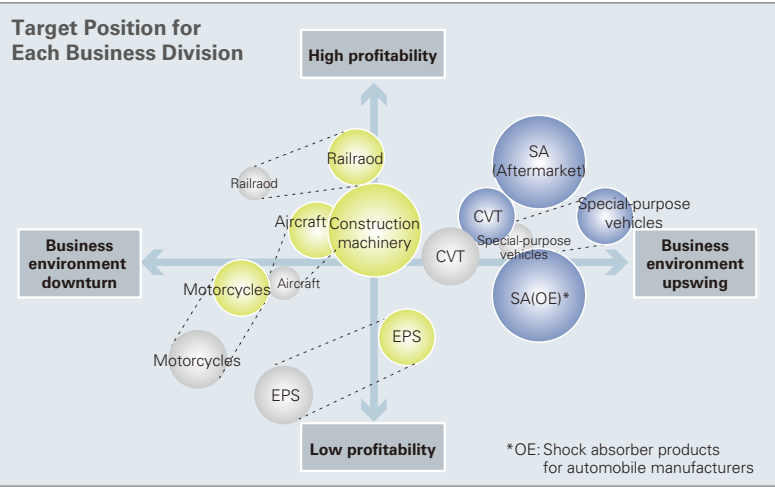 Target Position for
Each Business Division
High profitability
Railraod
Railraod
SA
(Aftermarket)
Aircraft
Construction
machinery
CVT
Special-purpose
vehicles
Special-purpose
vehicles
CVT
Business
environment
downturn
Business
environment
upswing
Motorcycles
Aircraft
SA(OE)*
EPS
Motorcycles
EPS
Low profitability
*OE: Shock absorber products
for automobile manufacturers